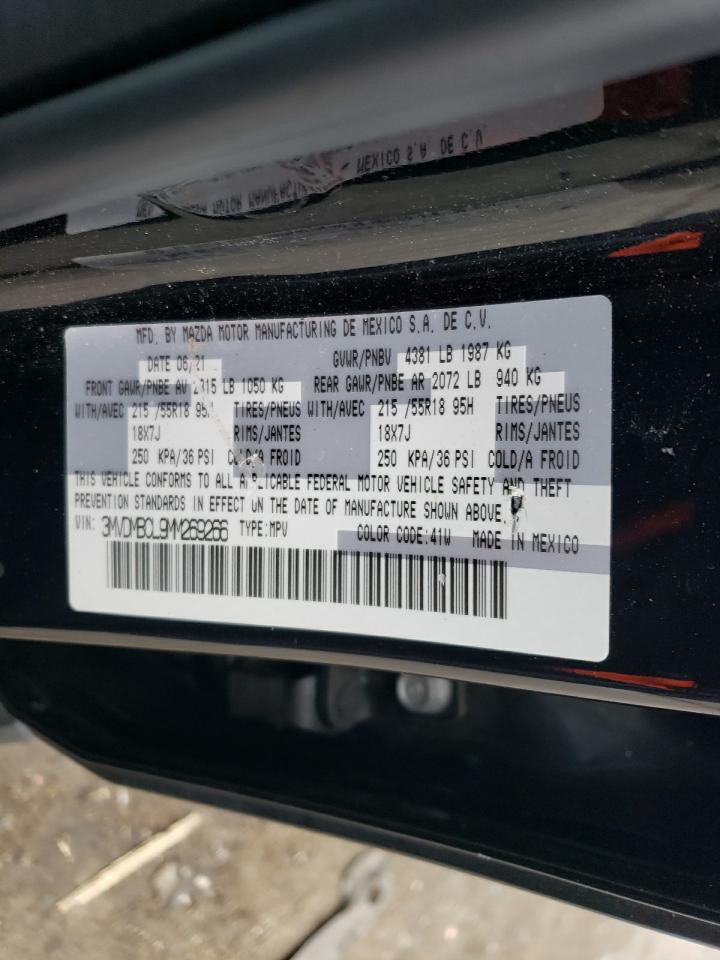 MFD. BY MAZDA MOTOR MANUFACTURING DE MEXICO S.A. DE C.V.
DATE 06/21 GVWR/PNBV 4381 LB 1987 KG
FRONT GAWR/PNBE AV 2315 LB 1050 KG REAR GAWR/PNBE AR 2072 LB 940 KG
WITH/AVEC 215 /55R18 95H TIRES/PNEUS WITH/AVEC 215 /55R18 95H TIRES/PNEUS
18X7J RIMS/JANTES 18X7J RIMS/JANTES
250 KPA/36 PSI COLD/A FROID 250 KPA/36 PSI COLD/A FROID
THIS VEHICLE CONFORMS TO ALL APPLICABLE FEDERAL MOTOR VEHICLE SAFETY AND THEFT
PREVENTION STANDARDS IN EFFECT ON THE DATE OF MANUFACTURE SHOWN ABOVE.
VIN: 3MVDMBCL9MM269266 TYPE:MPV COLOR CODE:41W MADE IN MEXICO